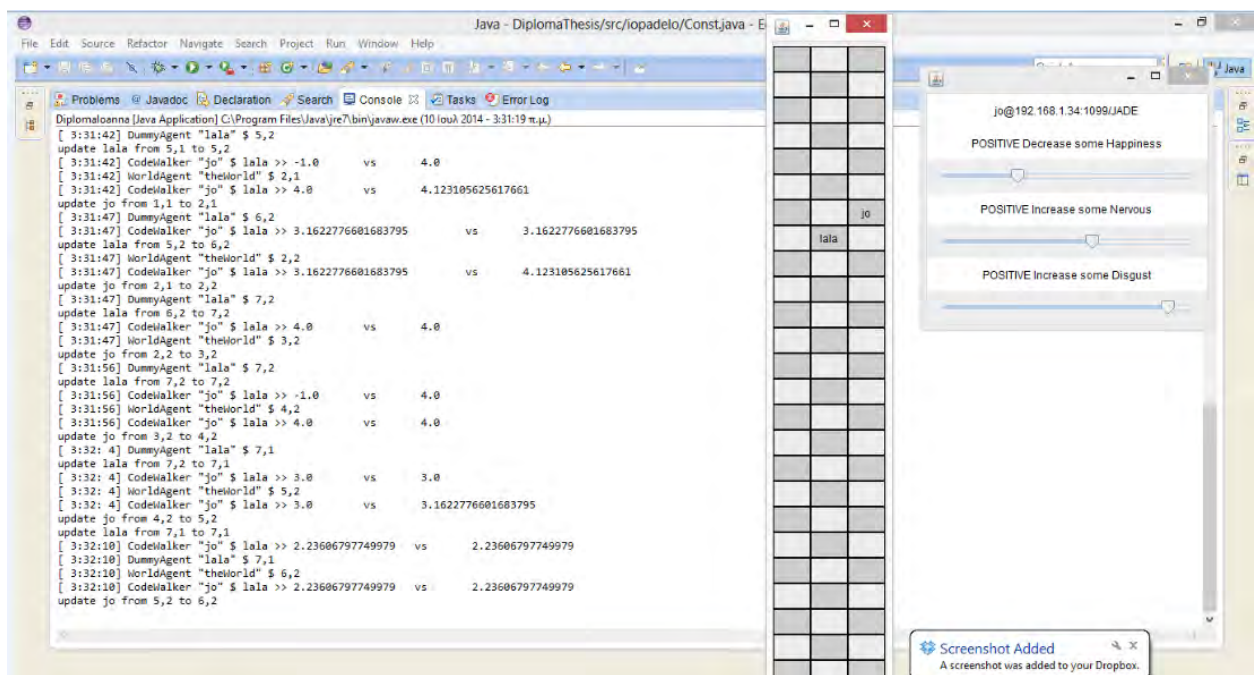 Java - DiplomaThesis/src/iopadelo/Const.java - E
File Edit Source Refactor Navigate Search Project Run Window Help
Java
Problems @ Javadoc Declaration Search Console Tasks Error Log
DiplomaIoanna [Java Application] C:\Program Files\Java\jre7\bin\javaw.exe (10 Ιουλ 2014 - 3:31:19 π.μ.)
[ 3:31:42] DummyAgent "lala" $ 5,2
update lala from 5,1 to 5,2
[ 3:31:42] CodeWalker "jo" $ lala >> -1.0 vs 4.0
[ 3:31:42] WorldAgent "theWorld" $ 2,1
[ 3:31:42] CodeWalker "jo" $ lala >> 4.0 vs 4.123105625617661
update jo from 1,1 to 2,1
[ 3:31:47] DummyAgent "lala" $ 6,2
[ 3:31:47] CodeWalker "jo" $ lala >> 3.1622776601683795 vs 3.1622776601683795
update lala from 5,2 to 6,2
[ 3:31:47] WorldAgent "theWorld" $ 2,2
[ 3:31:47] CodeWalker "jo" $ lala >> 3.1622776601683795 vs 4.123105625617661
update jo from 2,1 to 2,2
[ 3:31:47] DummyAgent "lala" $ 7,2
update lala from 6,2 to 7,2
[ 3:31:47] CodeWalker "jo" $ lala >> 4.0 vs 4.0
[ 3:31:47] WorldAgent "theWorld" $ 3,2
update jo from 2,2 to 3,2
[ 3:31:56] DummyAgent "lala" $ 7,2
update lala from 7,2 to 7,2
[ 3:31:56] CodeWalker "jo" $ lala >> -1.0 vs 4.0
[ 3:31:56] WorldAgent "theWorld" $ 4,2
[ 3:31:56] CodeWalker "jo" $ lala >> 4.0 vs 4.0
update jo from 3,2 to 4,2
[ 3:32: 4] DummyAgent "lala" $ 7,1
update lala from 7,2 to 7,1
[ 3:32: 4] CodeWalker "jo" $ lala >> 3.0 vs 3.0
[ 3:32: 4] WorldAgent "theWorld" $ 5,2
[ 3:32: 4] CodeWalker "jo" $ lala >> 3.0 vs 3.1622776601683795
update jo from 4,2 to 5,2
update lala from 7,1 to 7,1
[ 3:32:10] CodeWalker "jo" $ lala >> 2.23606797749979 vs 2.23606797749979
[ 3:32:10] DummyAgent "lala" $ 7,1
[ 3:32:10] WorldAgent "theWorld" $ 6,2
[ 3:32:10] CodeWalker "jo" $ lala >> 2.23606797749979 vs 2.23606797749979
update jo from 5,2 to 6,2
jo
lala
jo@192.168.1.34:1099/JADE
POSITIVE Decrease some Happiness
POSITIVE Increase some Nervous
POSITIVE Increase some Disgust
Screenshot Added
A screenshot was added to your Dropbox.